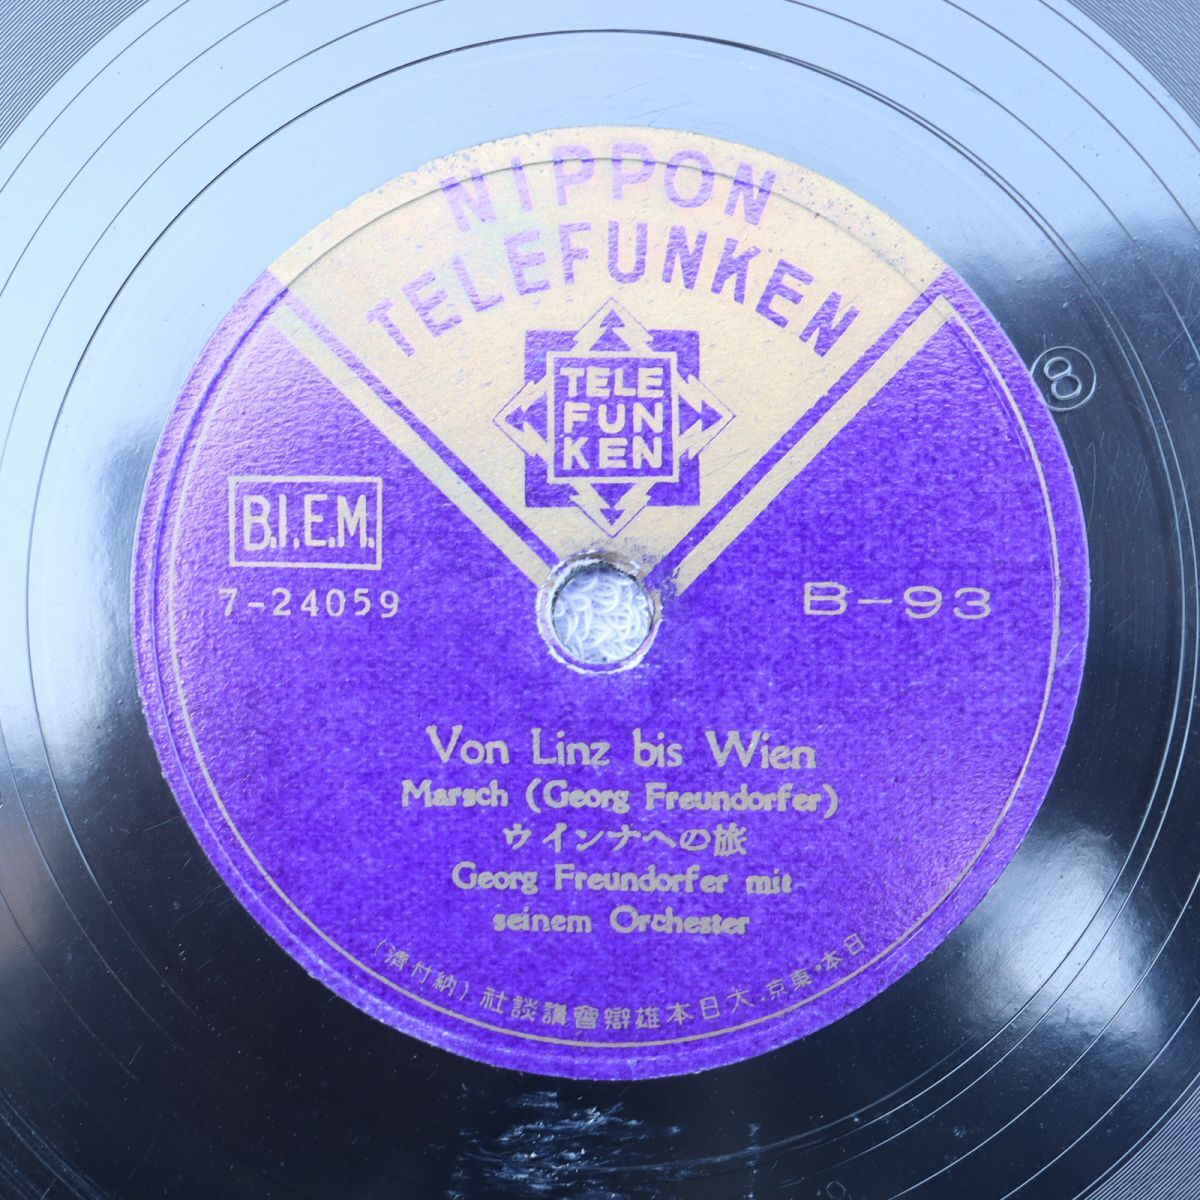 NIPPON
TELEFUNKEN
TELE
FUN
KEN
B.I.E.M.
7-24059
B-93
Von Linz bis Wien
Marsch (Georg Freundorfer)
ウインナへの旅
Georg Freundorfer mit
seinem Orchester
(濟付納) 社談講會辯雄本日大．京東・本日
8